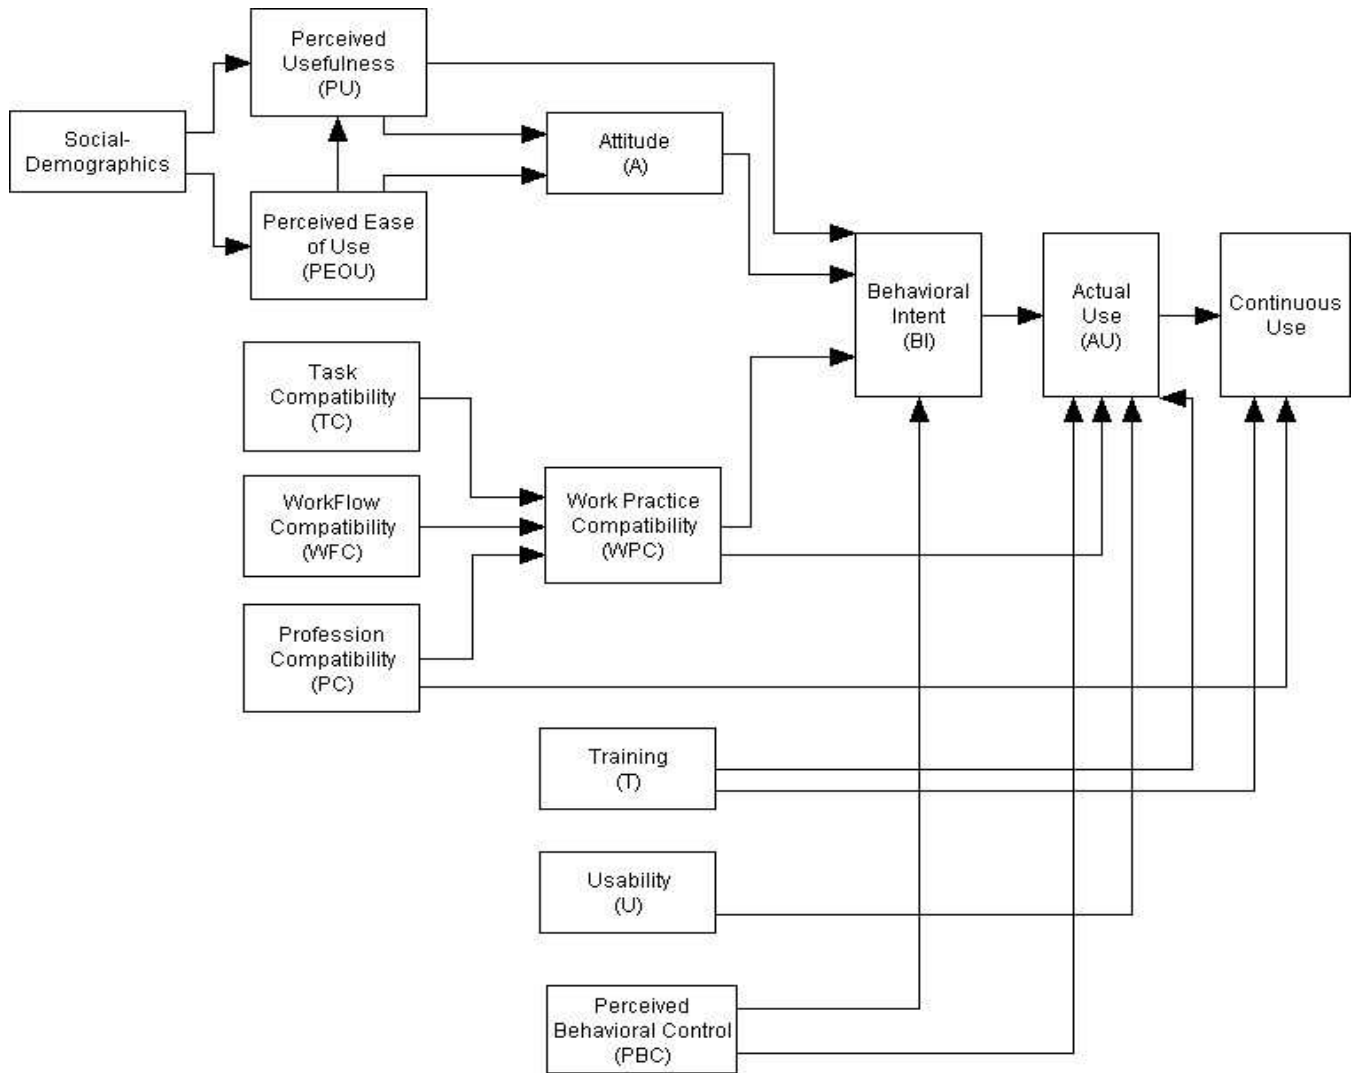 Perceived
Usefulness
(PU)
Social-
Demographics
Attitude
(A)
Perceived Ease
of Use
(PEOU)
Behavioral
Intent
(BI)
Actual
Use
(AU)
Continuous
Use
Task
Compatibility
(TC)
WorkFlow
Compatibility
(WFC)
Work Practice
Compatibility
(WPC)
Profession
Compatibility
(PC)
Training
(T)
Usability
(U)
Perceived
Behavioral Control
(PBC)